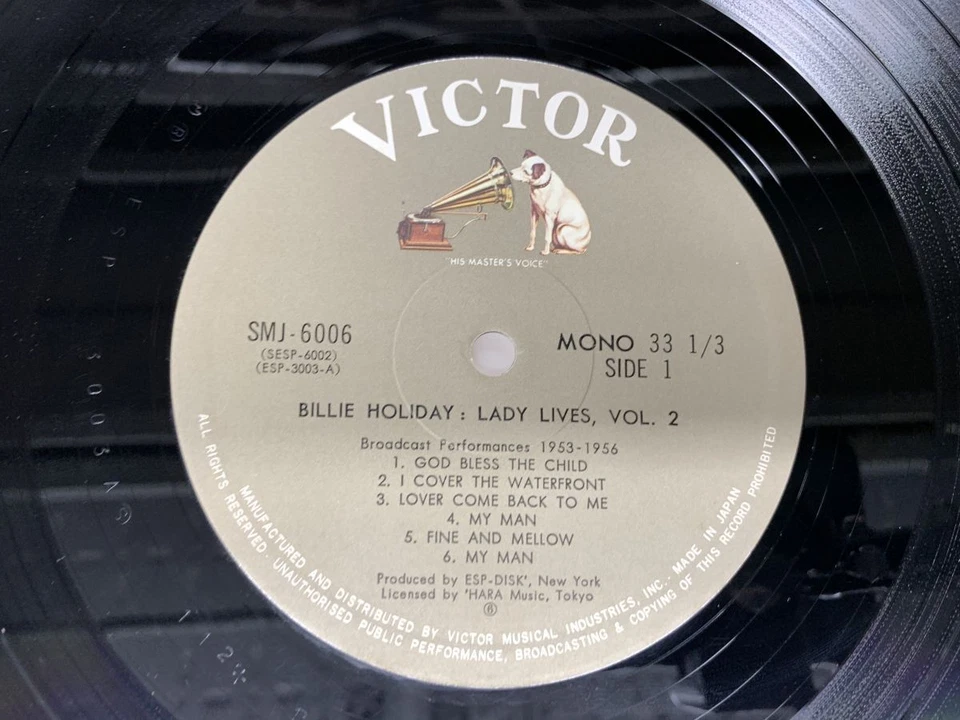 VICTOR
"HIS MASTER'S VOICE"
SMJ-6006
(SESP-6002)
(ESP-3003-A)
MONO 33 1/3
SIDE 1
BILLIE HOLIDAY: LADY LIVES, VOL. 2
Broadcast Performances 1953-1956
1. GOD BLESS THE CHILD
2. I COVER THE WATERFRONT
3. LOVER COME BACK TO ME
4. MY MAN
5. FINE AND MELLOW
6. MY MAN
Produced by ESP-DISK', New York
Licensed by 'HARA Music, Tokyo
Ⓟ
MANUFACTURED AND DISTRIBUTED BY VICTOR MUSICAL INDUSTRIES, INC.. MADE IN JAPAN
ALL RIGHTS RESERVED. UNAUTHORISED PUBLIC PERFORMANCE, BROADCASTING & COPYING OF THIS RECORD PROHIBITED
ESP 3003A